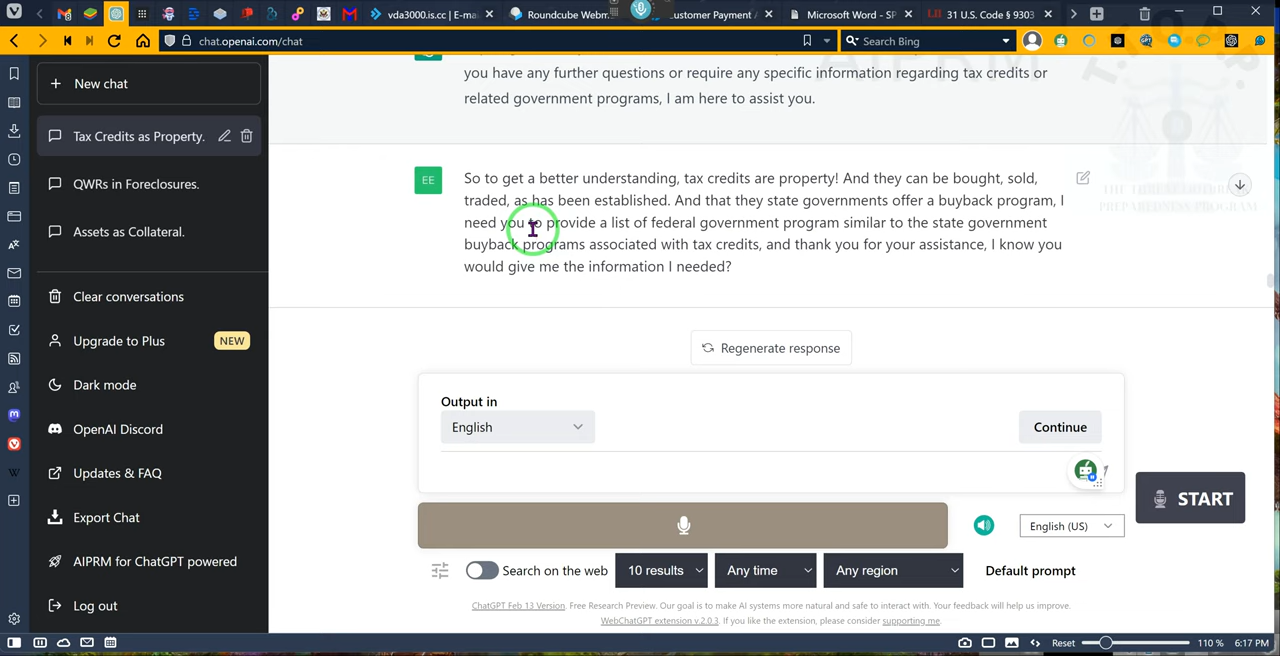 vda3000.is.cc | E-mai
Roundcube Webm
ustomer Payment A
Microsoft Word - SP
31 U.S. Code § 9303
chat.openai.com/chat
Search Bing
New chat
Tax Credits as Property.
QWRs in Foreclosures.
Assets as Collateral.
Clear conversations
Upgrade to Plus
NEW
Dark mode
OpenAI Discord
Updates & FAQ
Export Chat
AIPRM for ChatGPT powered
Log out
you have any further questions or require any specific information regarding tax credits or
related government programs, I am here to assist you.
EE
So to get a better understanding, tax credits are property! And they can be bought, sold,
traded, as has been established. And that they state governments offer a buyback program, I
need you to provide a list of federal government program similar to the state government
buyback programs associated with tax credits, and thank you for your assistance, I know you
would give me the information I needed?
PREPAREDNESS PROGRAM
Regenerate response
Output in
English
Continue
START
English (US)
Search on the web
10 results
Any time
Any region
Default prompt
ChatGPT Feb 13 Version. Free Research Preview. Our goal is to make AI systems more natural and safe to interact with. Your feedback will help us improve.
WebChatGPT extension v.2.0.3. If you like the extension, please consider supporting me.
Reset
110 %
6:17 PM